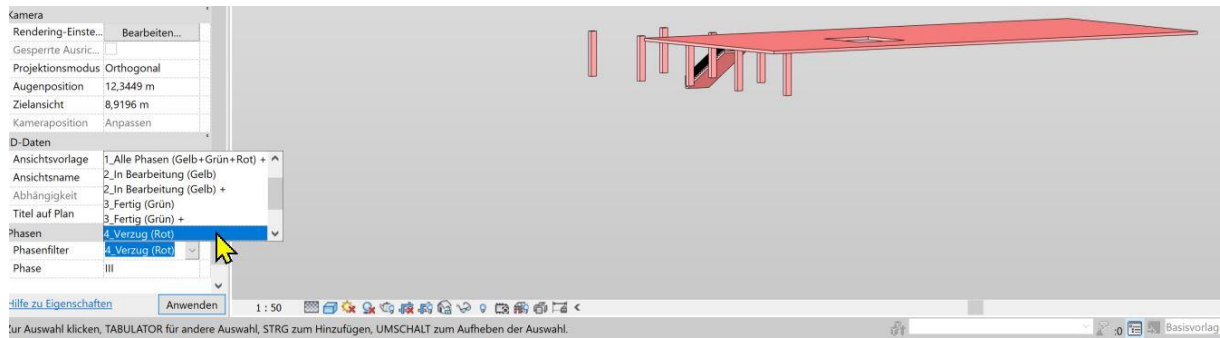 Kamera
Rendering-Einste... Bearbeiten...
Gesperrte Ausric...
Projektionsmodus Orthogonal
Augenposition 12,3449 m
Zielansicht 8,9196 m
Kameraposition Anpassen
D-Daten
Ansichtsvorlage 1_Alle Phasen (Gelb+Grün+Rot) +
Ansichtsname 2_In Bearbeitung (Gelb)
Abhängigkeit 2_In Bearbeitung (Gelb) +
3_Fertig (Grün)
Titel auf Plan 3_Fertig (Grün) +
Phasen 4_Verzug (Rot)
Phasenfilter 4_Verzug (Rot)
Phase III
Hilfe zu Eigenschaften Anwenden 1 : 50
Zur Auswahl klicken, TABULATOR für andere Auswahl, STRG zum Hinzufügen, UMSCHALT zum Aufheben der Auswahl. :0 Basisvorlag